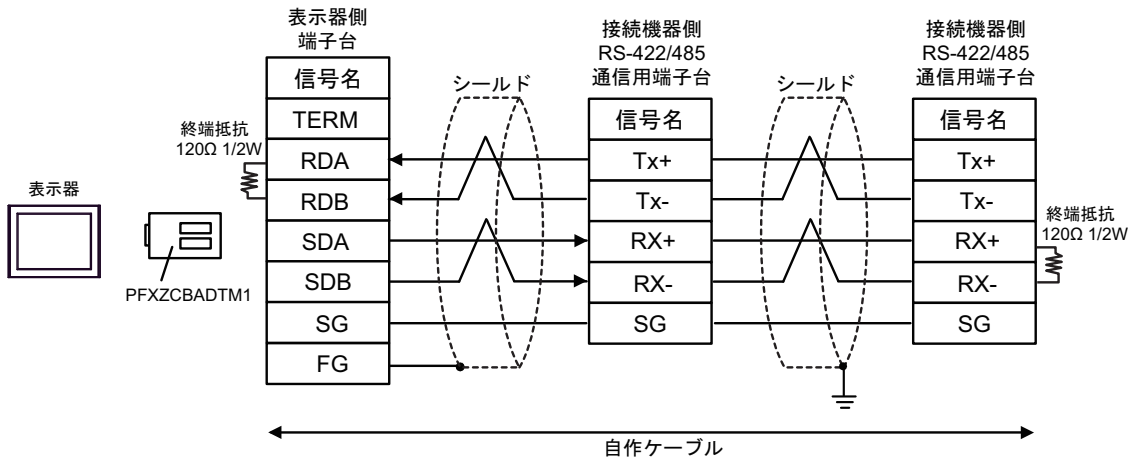 表示器側
端子台
信号名
TERM
RDA
RDB
SDA
SDB
SG
FG
終端抵抗
120Ω 1/2W
表示器
PFXZCBADTM1
シールド
接続機器側
RS-422/485
通信用端子台
信号名
Tx+
Tx-
RX+
RX-
SG
シールド
接続機器側
RS-422/485
通信用端子台
信号名
Tx+
Tx-
RX+
RX-
SG
終端抵抗
120Ω 1/2W
自作ケーブル